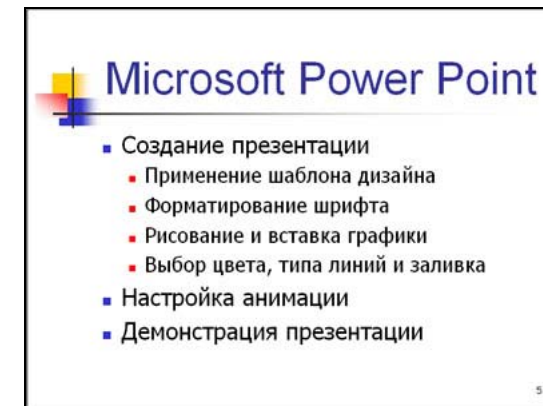 Microsoft Power Point
Создание презентации
Применение шаблона дизайна
Форматирование шрифта
Рисование и вставка графики
Выбор цвета, типа линий и заливка
Настройка анимации
Демонстрация презентации
5